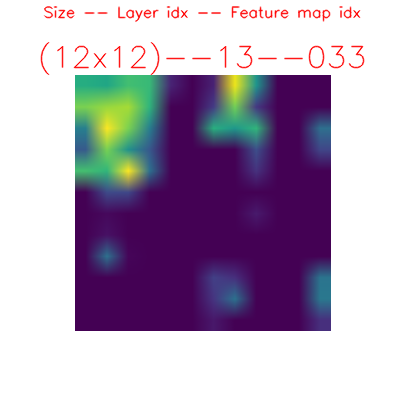 Size -- Layer idx -- Feature map idx
(12x12)--13--033